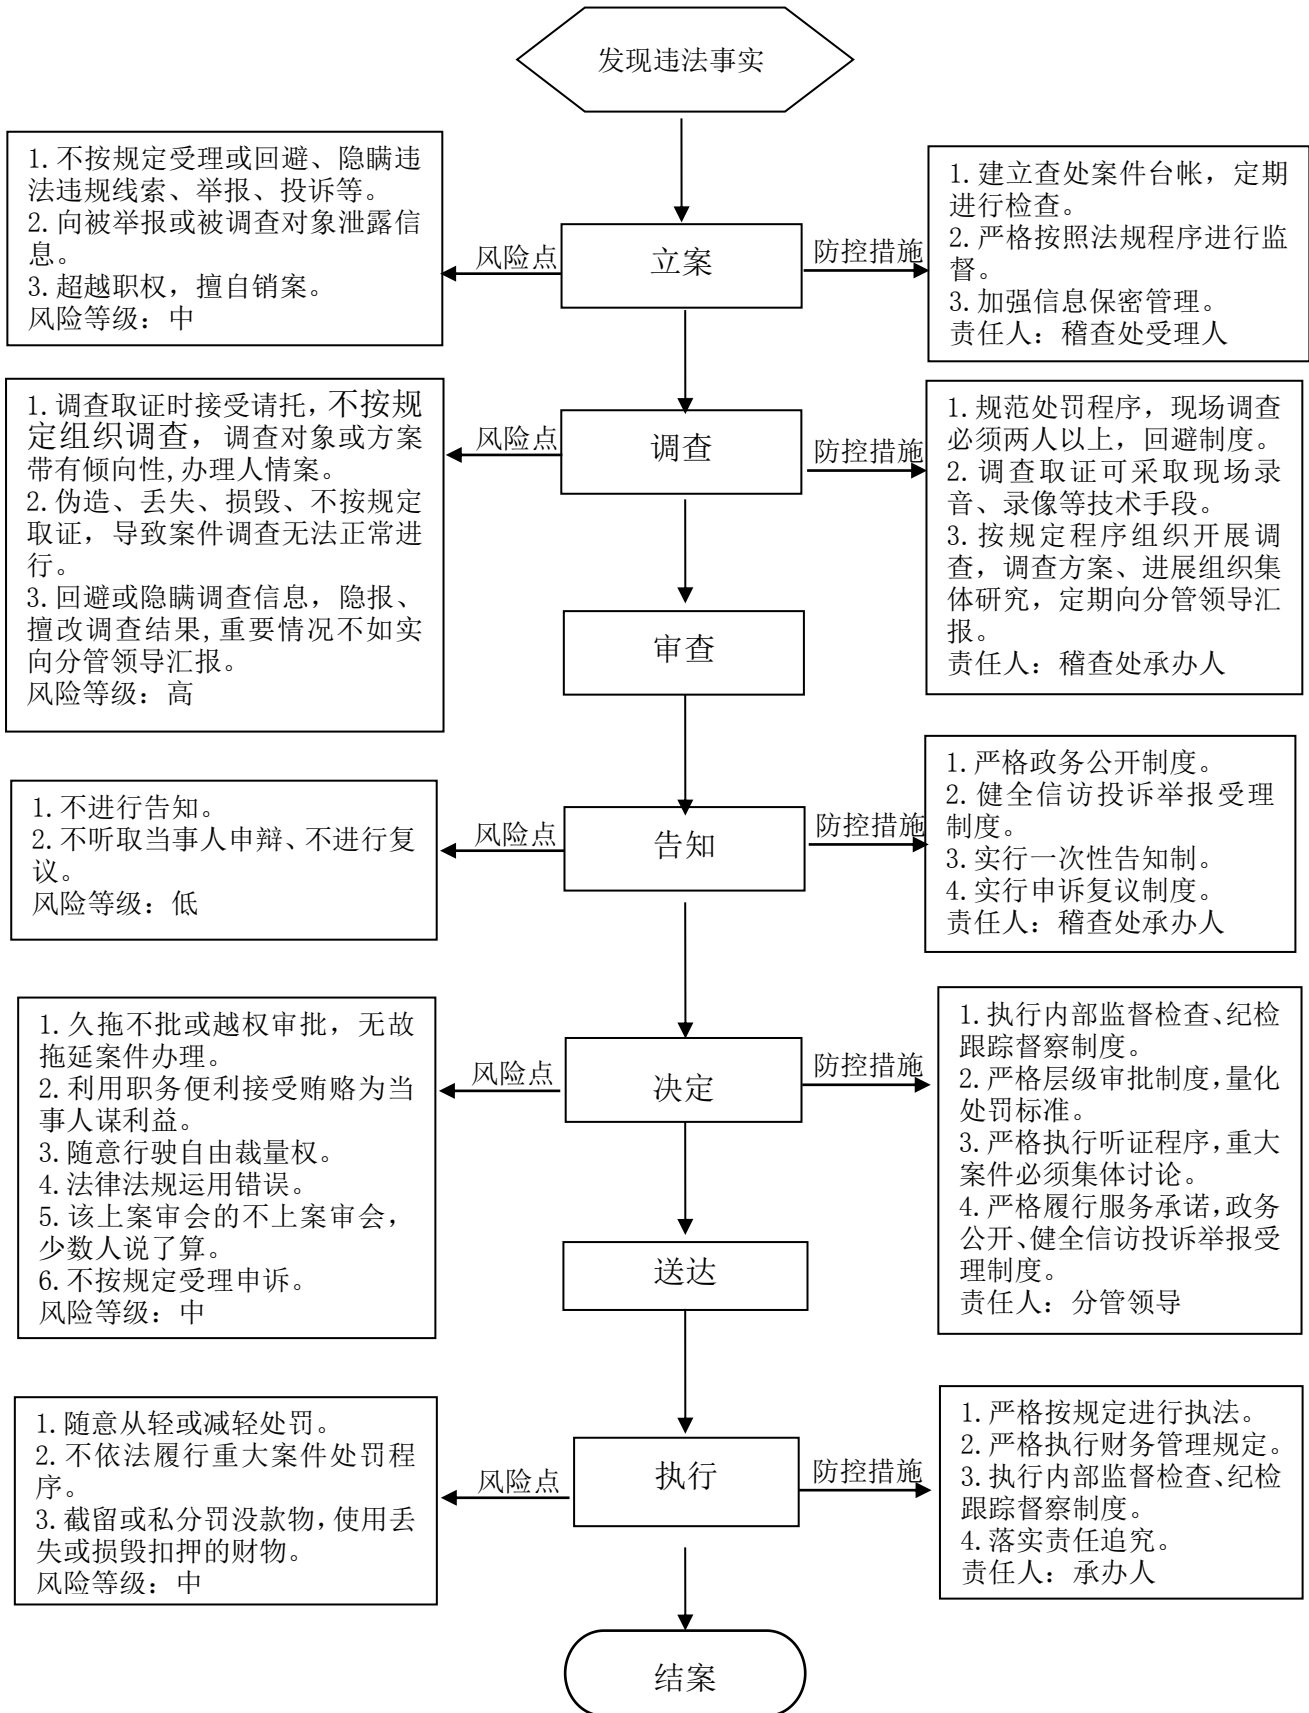 发现违法事实
1.不按规定受理或回避、隐瞒违
法违规线索、举报、投诉等。
2.向被举报或被调查对象泄露信
息。
3.超越职权，擅自销案。
风险等级：中
风险点
立案
防控措施
1.建立查处案件台帐，定期
进行检查。
2.严格按照法规程序进行监
督。
3.加强信息保密管理。
责任人：稽查处受理人
1.调查取证时接受请托,不按规
定组织调查，调查对象或方案
带有倾向性,办理人情案。
2.伪造、丢失、损毁、不按规定
取证，导致案件调查无法正常进
行。
3.回避或隐瞒调查信息，隐报、
擅改调查结果,重要情况不如实
向分管领导汇报。
风险等级：高
风险点
调查
防控措施
1.规范处罚程序，现场调查
必须两人以上，回避制度。
2.调查取证可采取现场录
音、录像等技术手段。
3.按规定程序组织开展调
查，调查方案、进展组织集
体研究，定期向分管领导汇
报。
责任人：稽查处承办人
审查
1.不进行告知。
2.不听取当事人申辩、不进行复
议。
风险等级：低
风险点
告知
防控措施
1.严格政务公开制度。
2.健全信访投诉举报受理
制度。
3.实行一次性告知制。
4.实行申诉复议制度。
责任人：稽查处承办人
1.久拖不批或越权审批，无故
拖延案件办理。
2.利用职务便利接受贿赂为当
事人谋利益。
3.随意行驶自由裁量权。
4.法律法规运用错误。
5.该上案审会的不上案审会，
少数人说了算。
6.不按规定受理申诉。
风险等级：中
风险点
决定
防控措施
1.执行内部监督检查、纪检
跟踪督察制度。
2.严格层级审批制度,量化
处罚标准。
3.严格执行听证程序,重大
案件必须集体讨论。
4.严格履行服务承诺,政务
公开、健全信访投诉举报受
理制度。
责任人：分管领导
送达
1.随意从轻或减轻处罚。
2.不依法履行重大案件处罚程
序。
3.截留或私分罚没款物,使用丢
失或损毁扣押的财物。
风险等级：中
风险点
执行
防控措施
1.严格按规定进行执法。
2.严格执行财务管理规定。
3.执行内部监督检查、纪检
跟踪督察制度。
4.落实责任追究。
责任人：承办人
结案